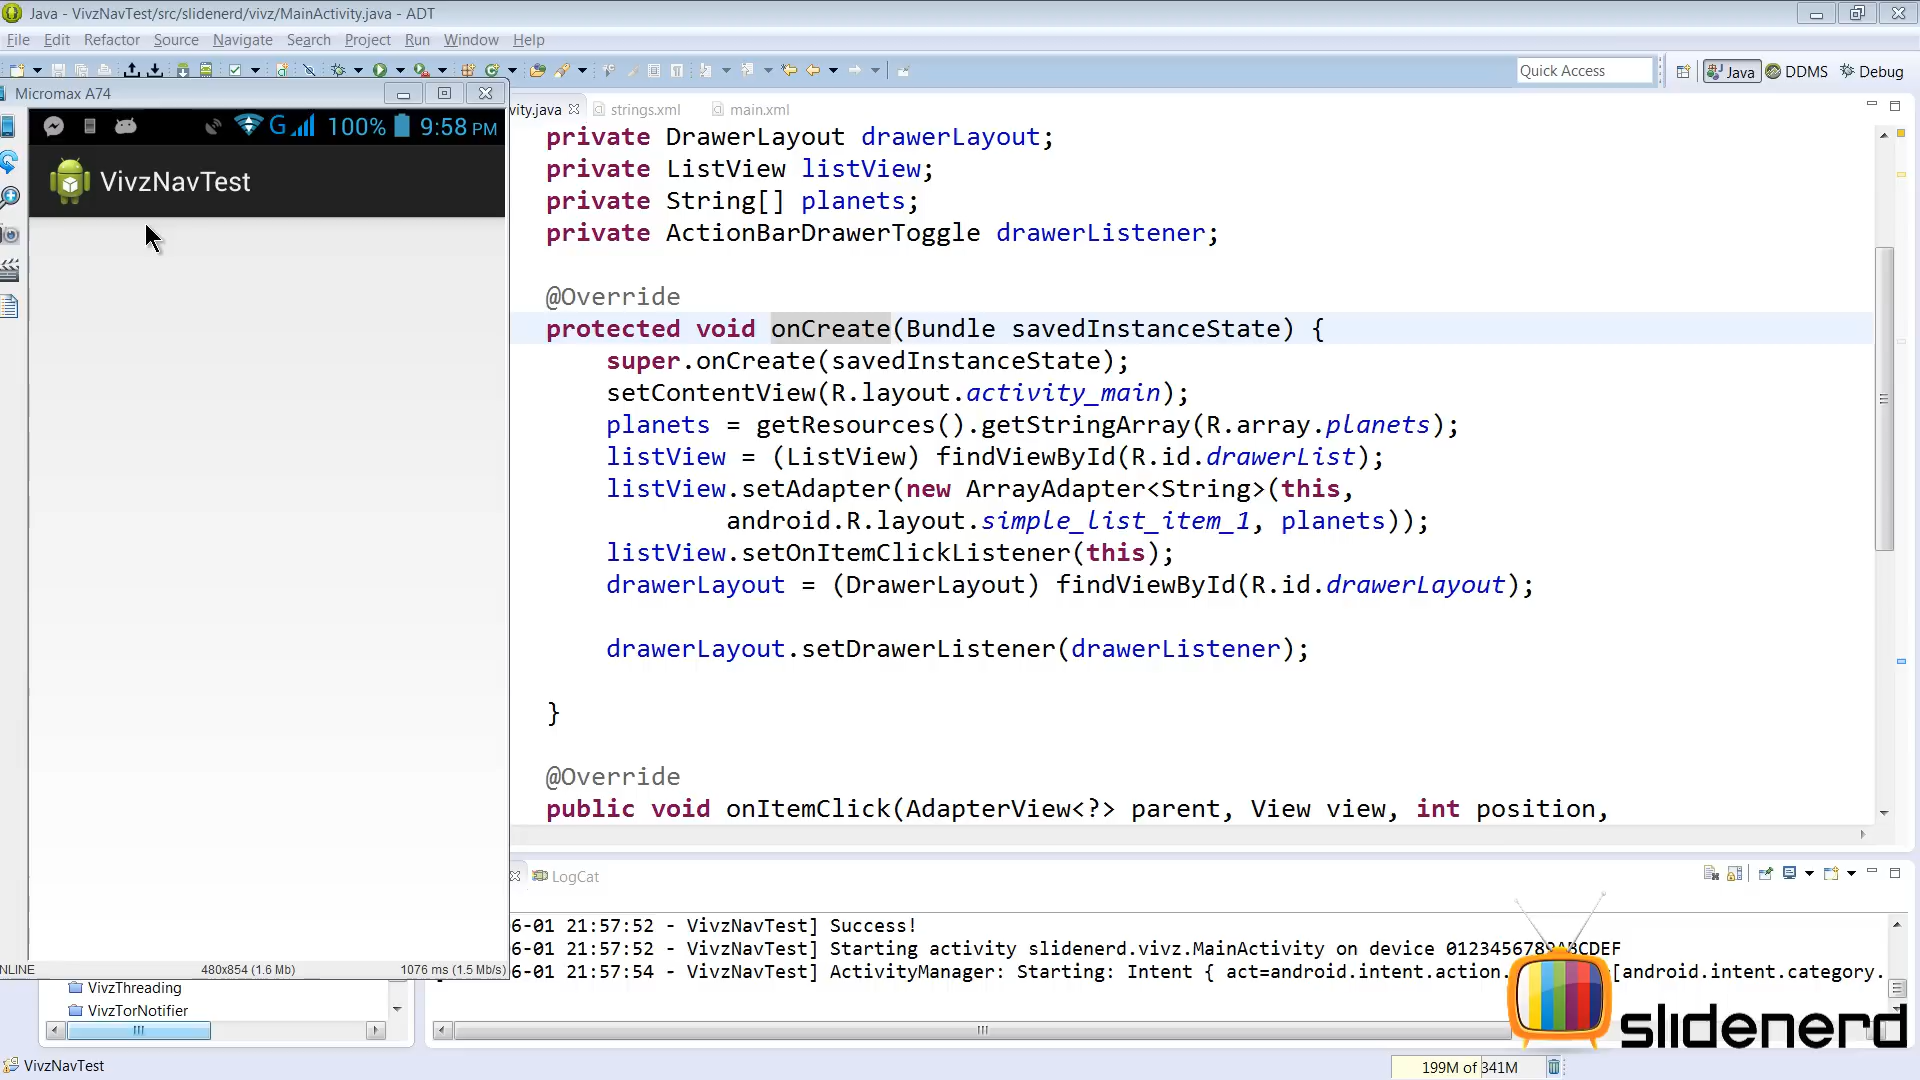 Java - VivzNavTest/src/slidenerd/vivz/MainActivity.java - ADT
File Edit Refactor Source Navigate Search Project Run Window Help
Quick Access
Java DDMS Debug
Micromax A74
vity.java strings.xml main.xml
G 100% 9:58 PM
VivzNavTest
private DrawerLayout drawerLayout;
private ListView listView;
private String[] planets;
private ActionBarDrawerToggle drawerListener;
@Override
protected void onCreate(Bundle savedInstanceState) {
super.onCreate(savedInstanceState);
setContentView(R.layout.activity_main);
planets = getResources().getStringArray(R.array.planets);
listView = (ListView) findViewById(R.id.drawerList);
listView.setAdapter(new ArrayAdapter<String>(this,
android.R.layout.simple_list_item_1, planets));
listView.setOnItemClickListener(this);
drawerLayout = (DrawerLayout) findViewById(R.id.drawerLayout);
drawerLayout.setDrawerListener(drawerListener);
}
@Override
public void onItemClick(AdapterView<?> parent, View view, int position,
LogCat
6-01 21:57:52 - VivzNavTest] Success!
6-01 21:57:52 - VivzNavTest] Starting activity slidenerd.vivz.MainActivity on device 0123456789ABCDEF
6-01 21:57:54 - VivzNavTest] ActivityManager: Starting: Intent { act=android.intent.action. [android.intent.category.
NLINE 480x854 (1.6 Mb) 1076 ms (1.5 Mb/s)
VivzThreading
VivzTorNotifier
slidenerd
VivzNavTest
199M of 341M